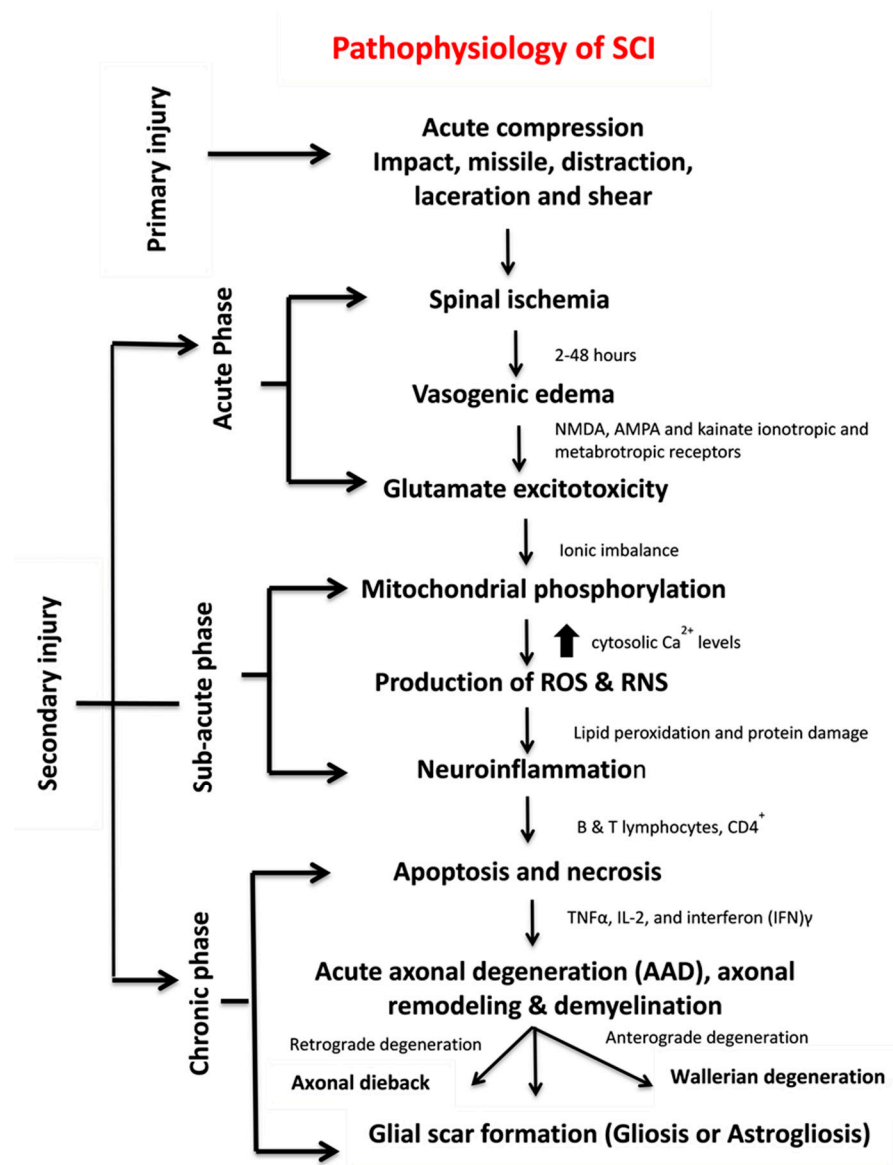 Pathophysiology of SCI
Primary injury
Acute compression
Impact, missile, distraction,
laceration and shear
Secondary injury
Acute Phase
Spinal ischemia
2-48 hours
Vasogenic edema
NMDA, AMPA and kainate ionotropic and
metabrotropic receptors
Glutamate excitotoxicity
Ionic imbalance
Sub-acute phase
Mitochondrial phosphorylation
cytosolic Ca²⁺ levels
Production of ROS & RNS
Lipid peroxidation and protein damage
Neuroinflammation
B & T lymphocytes, CD4⁺
Chronic phase
Apoptosis and necrosis
TNFα, IL-2, and interferon (IFN)γ
Acute axonal degeneration (AAD), axonal
remodeling & demyelination
Retrograde degeneration
Anterograde degeneration
Axonal dieback
Wallerian degeneration
Glial scar formation (Gliosis or Astrogliosis)